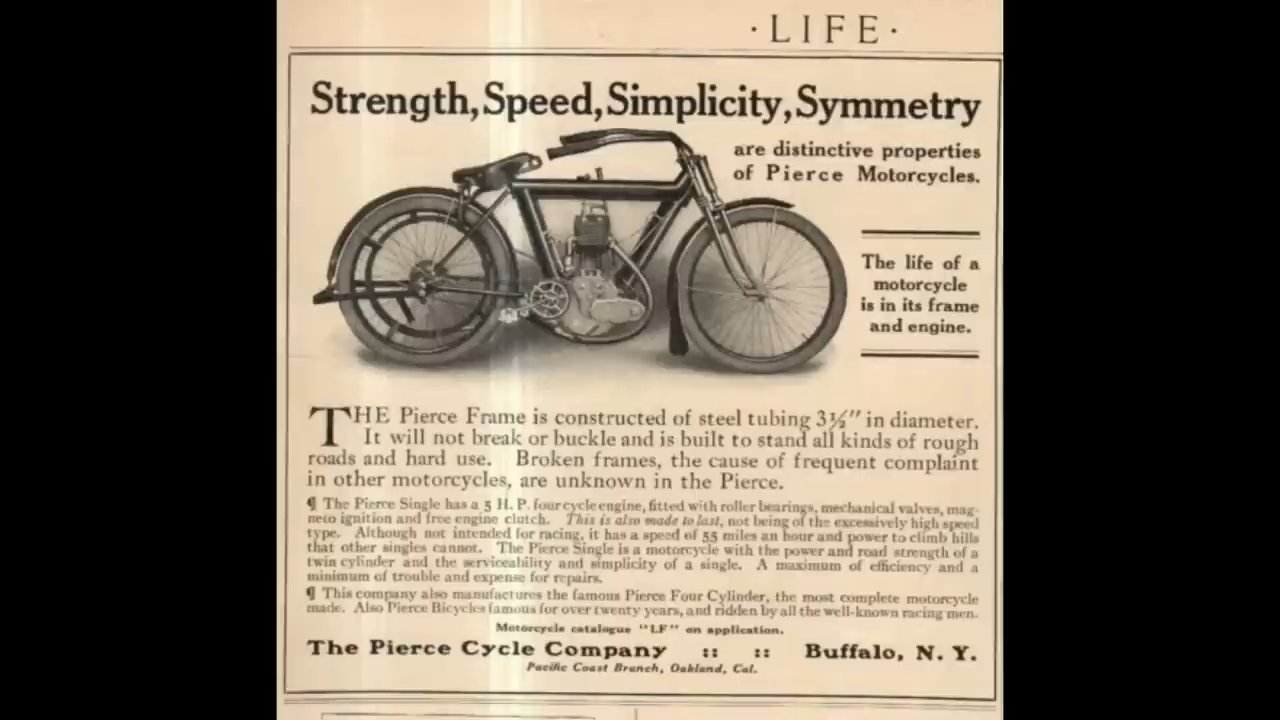 ·LIFE·
Strength, Speed, Simplicity, Symmetry
are distinctive properties
of Pierce Motorcycles.
The life of a
motorcycle
is in its frame
and engine.
THE Pierce Frame is constructed of steel tubing 3½" in diameter.
It will not break or buckle and is built to stand all kinds of rough
roads and hard use. Broken frames, the cause of frequent complaint
in other motorcycles, are unknown in the Pierce.
¶ The Pierce Single has a 5 H. P. four cycle engine, fitted with roller bearings, mechanical valves, mag-
neto ignition and free engine clutch. This is also made to last, not being of the excessively high speed
type. Although not intended for racing, it has a speed of 55 miles an hour and power to climb hills
that other singles cannot. The Pierce Single is a motorcycle with the power and road strength of a
twin cylinder and the serviceability and simplicity of a single. A maximum of efficiency and a
minimum of trouble and expense for repairs.
¶ This company also manufactures the famous Pierce Four Cylinder, the most complete motorcycle
made. Also Pierce Bicycles famous for over twenty years, and ridden by all the well-known racing men.
Motorcycle catalogue "LF" on application.
The Pierce Cycle Company :: :: Buffalo, N. Y.
Pacific Coast Branch, Oakland, Cal.